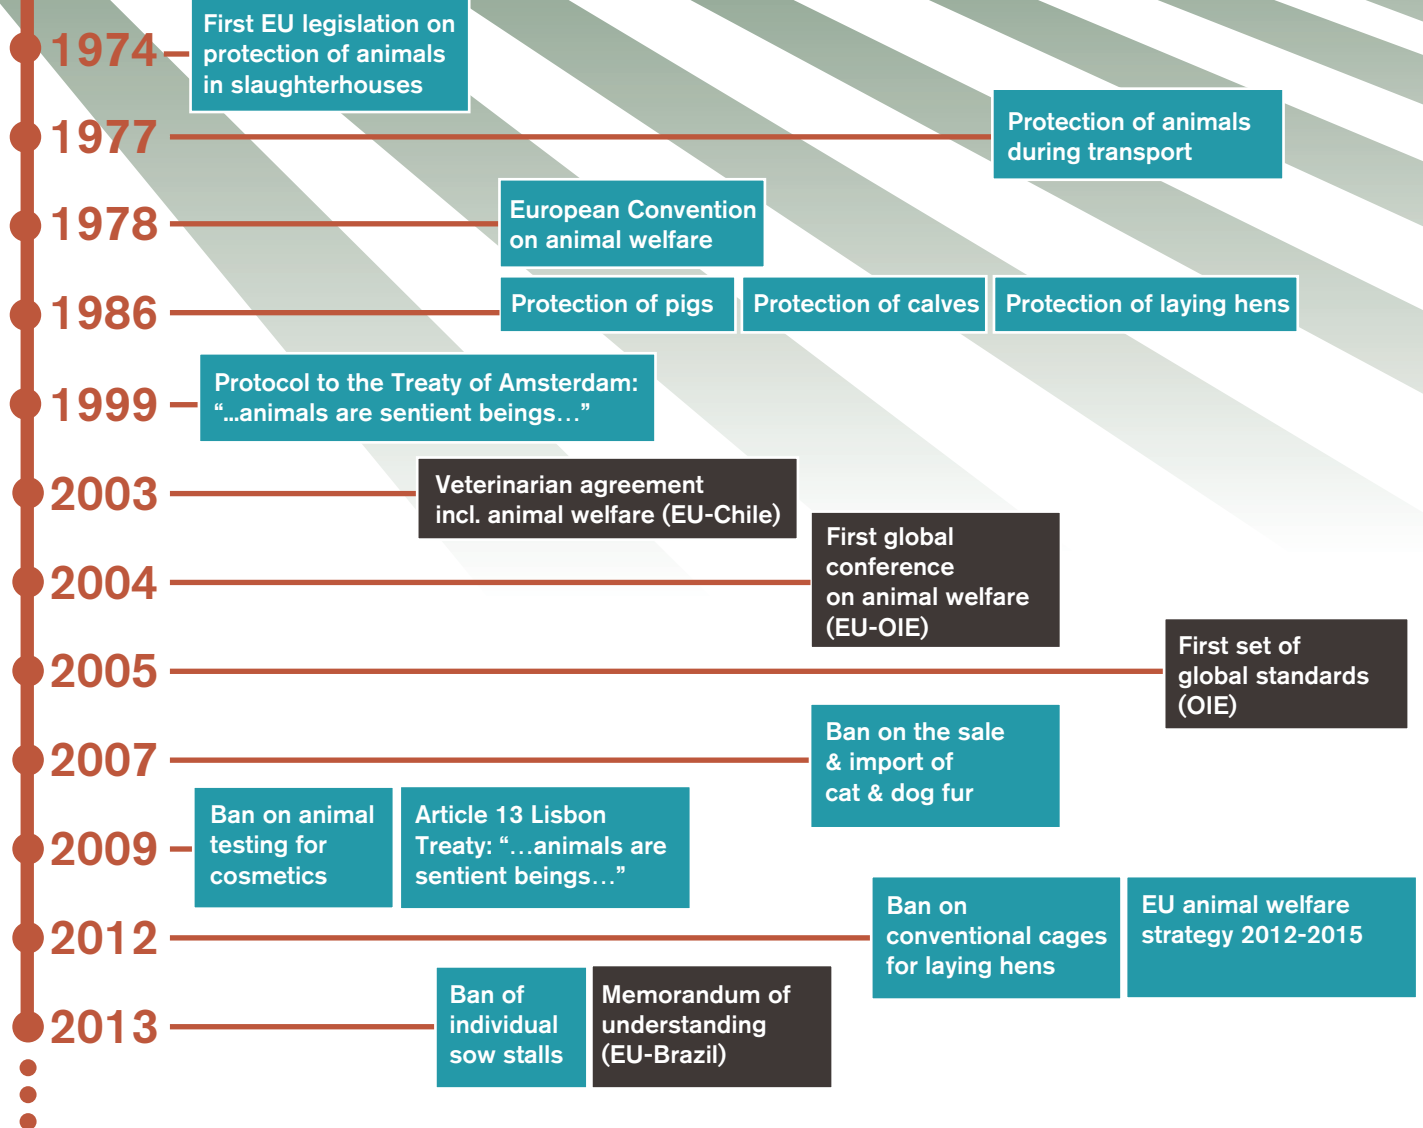 1974
First EU legislation on
protection of animals
in slaughterhouses
1977
Protection of animals
during transport
1978
European Convention
on animal welfare
1986
Protection of pigs
Protection of calves
Protection of laying hens
1999
Protocol to the Treaty of Amsterdam:
“...animals are sentient beings…”
2003
Veterinarian agreement
incl. animal welfare (EU-Chile)
2004
First global
conference
on animal welfare
(EU-OIE)
2005
First set of
global standards
(OIE)
2007
Ban on the sale
& import of
cat & dog fur
2009
Ban on animal
testing for
cosmetics
Article 13 Lisbon
Treaty: “…animals are
sentient beings…”
2012
Ban on
conventional cages
for laying hens
EU animal welfare
strategy 2012-2015
2013
Ban of
individual
sow stalls
Memorandum of
understanding
(EU-Brazil)